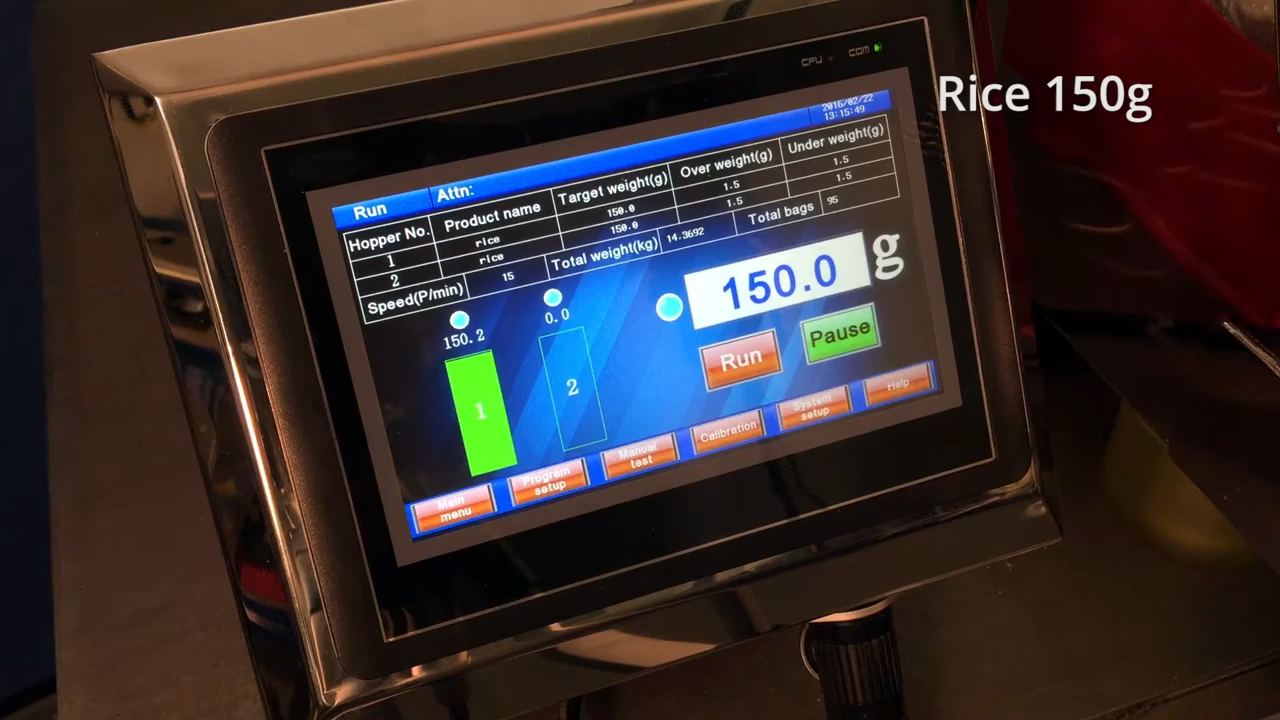 CPU COM
Rice 150g
Run Attn: 2016/02/22
13:15:49
Hopper No. Product name Target weight(g) Over weight(g) Under weight(g)
1 rice 150.0 1.5 1.5
2 rice 150.0 1.5 1.5
Speed(P/min) 15 Total weight(kg) 14.3692 Total bags 95
150.2 0.0 150.0 g
1 2 Run Pause
Main menu Program setup Manual test Calibration System setup Help